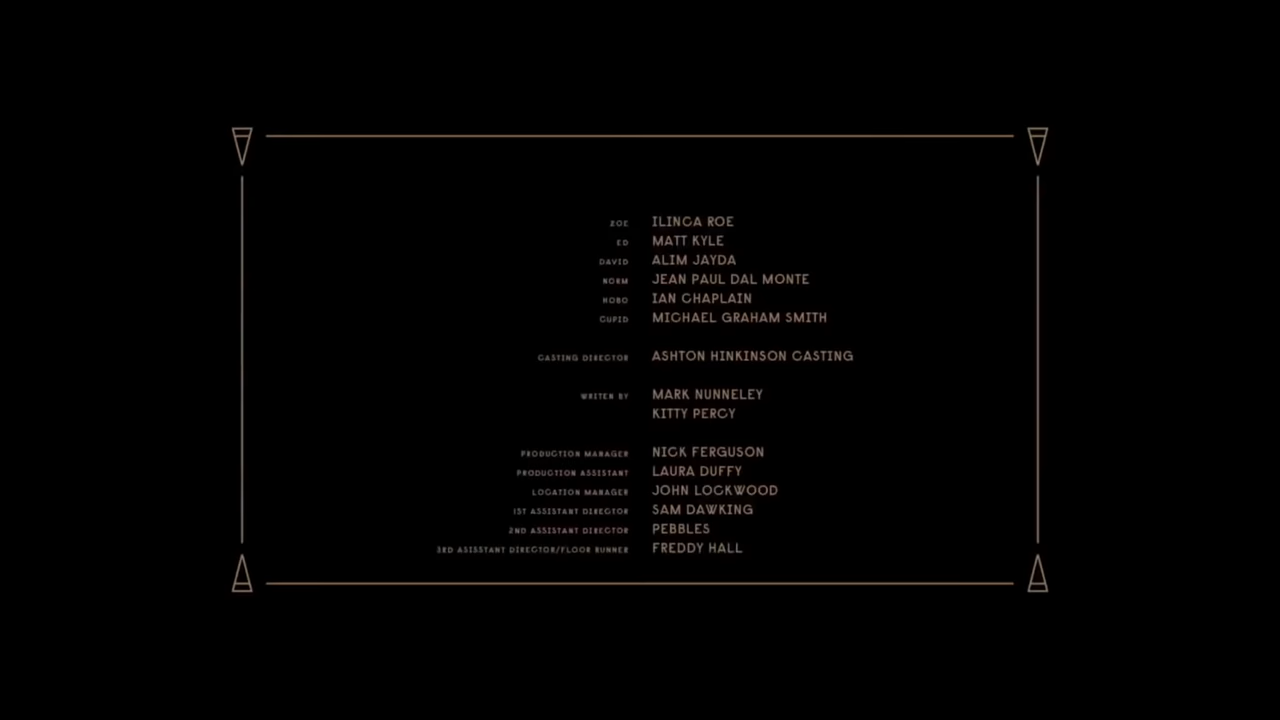 ZOE ILINCA ROE
ED MATT KYLE
DAVID ALIM JAYDA
NORM JEAN PAUL DAL MONTE
HOBO IAN CHAPLAIN
CUPID MICHAEL GRAHAM SMITH
CASTING DIRECTOR ASHTON HINKINSON CASTING
WRITEN BY MARK NUNNELEY
KITTY PERCY
PRODUCTION MANAGER NICK FERGUSON
PRODUCTION ASSISTANT LAURA DUFFY
LOCATION MANAGER JOHN LOCKWOOD
1ST ASSISTANT DIRECTOR SAM DAWKING
2ND ASSISTANT DIRECTOR PEBBLES
3RD ASISSTANT DIRECTOR/FLOOR RUNNER FREDDY HALL